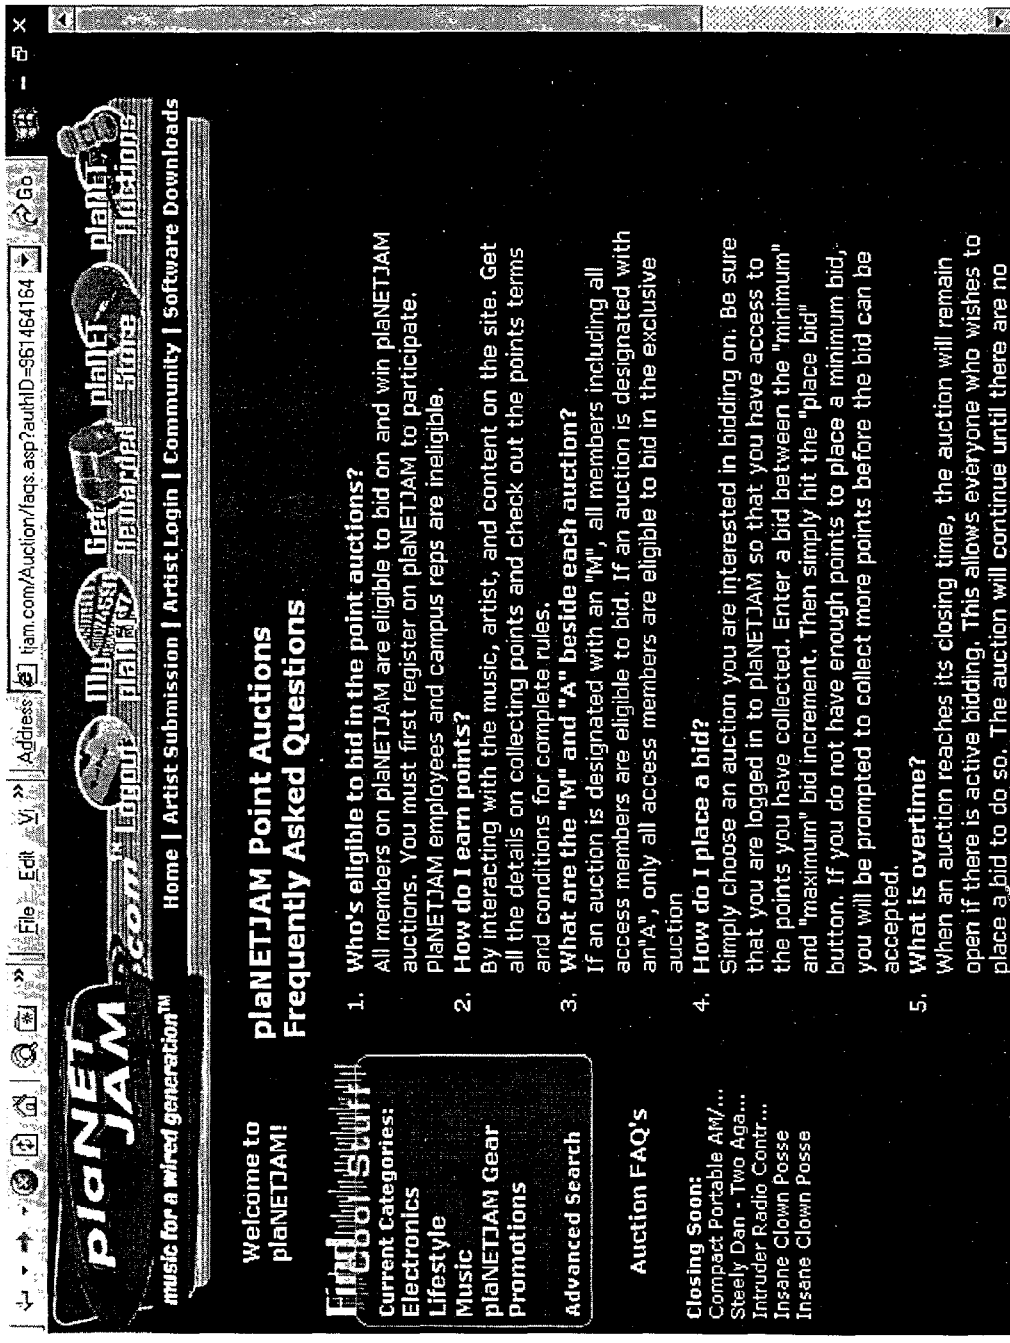 File Edit V » Address tjam.com/Auction/faqs.asp?authID=961464164 Go
plaNET JAM .com
music for a wired generation™
Logout
Get
planET Store
planET Auctions
Home | Artist Submission | Artist Login | Community | Software Downloads
Welcome to
plaNETJAM!
Find
Cool Stuff
Current Categories:
Electronics
Lifestyle
Music
plaNETJAM Gear
Promotions
Advanced Search
Auction FAQ's
Closing Soon:
Compact Portable AM/...
Steely Dan - Two Aga...
Intruder Radio Contr...
Insane Clown Posse
Insane Clown Posse
plaNETJAM Point Auctions
Frequently Asked Questions
1. Who's eligible to bid in the point auctions?
All members on plaNETJAM are eligible to bid on and win plaNETJAM
auctions. You must first register on plaNETJAM to participate.
PlaNETJAM employees and campus reps are ineligible.
2. How do I earn points?
By interacting with the music, artist, and content on the site. Get
all the details on collecting points and check out the points terms
and conditions for complete rules.
3. What are the "M" and "A" beside each auction?
If an auction is designated with an "M", all members including all
access members are eligible to bid. If an auction is designated with
an"A", only all access members are eligible to bid in the exclusive
auction
4. How do I place a bid?
Simply choose an auction you are interested in bidding on. Be sure
that you are logged in to plaNETJAM so that you have access to
the points you have collected. Enter a bid between the "minimum"
and "maximum" bid increment. Then simply hit the "place bid"
button. If you do not have enough points to place a minimum bid,
you will be prompted to collect more points before the bid can be
accepted.
5. What is overtime?
When an auction reaches its closing time, the auction will remain
open if there is active bidding. This allows everyone who wishes to
place a bid to do so. The auction will continue until there are no